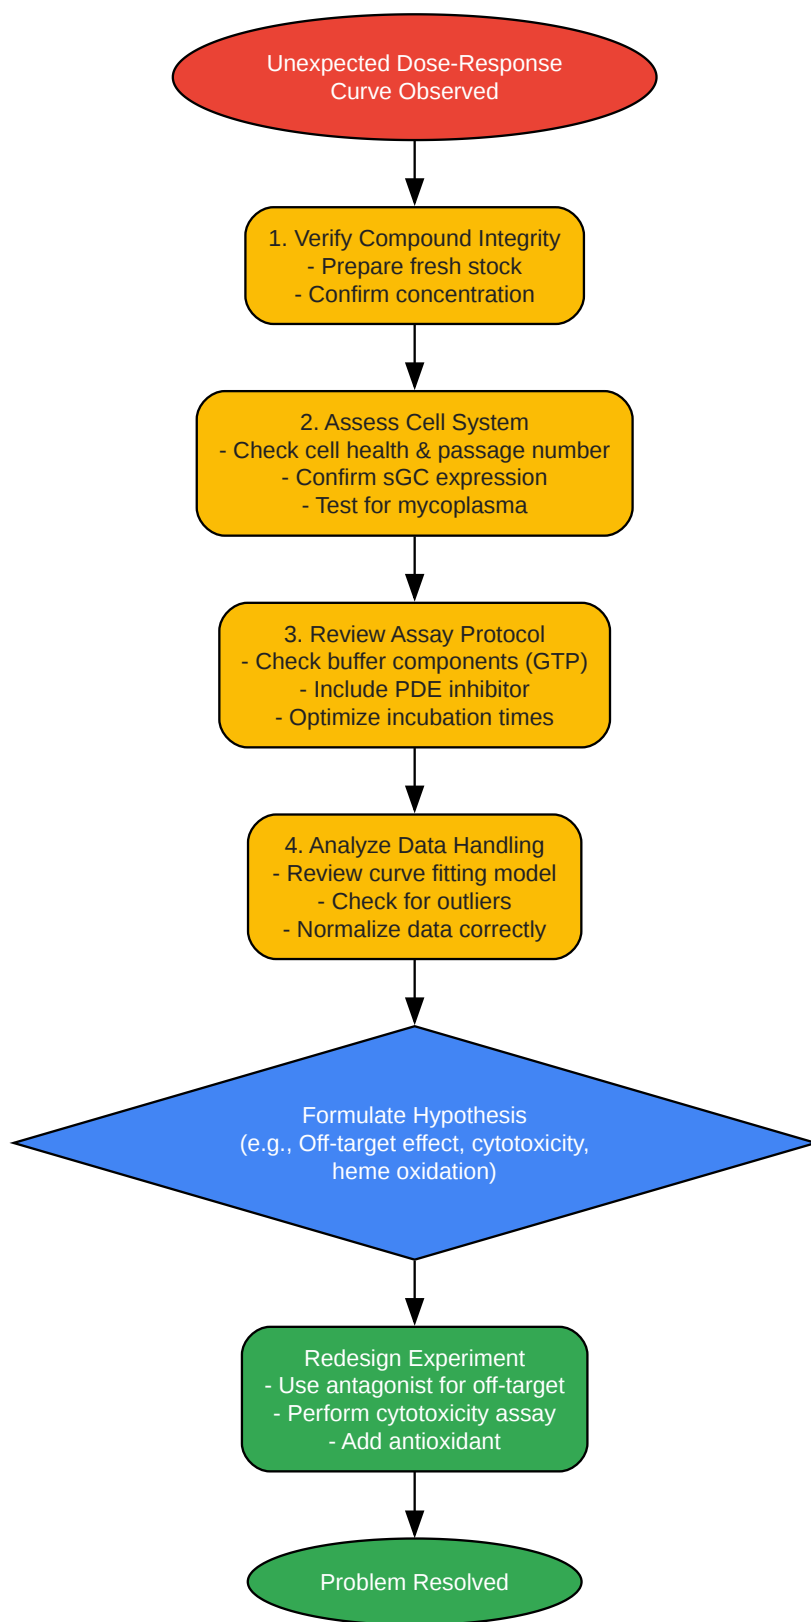 Unexpected Dose-Response
Curve Observed
1. Verify Compound Integrity
- Prepare fresh stock
- Confirm concentration
2. Assess Cell System
- Check cell health & passage number
- Confirm sGC expression
- Test for mycoplasma
3. Review Assay Protocol
- Check buffer components (GTP)
- Include PDE inhibitor
- Optimize incubation times
4. Analyze Data Handling
- Review curve fitting model
- Check for outliers
- Normalize data correctly
Formulate Hypothesis
(e.g., Off-target effect, cytotoxicity,
heme oxidation)
Redesign Experiment
- Use antagonist for off-target
- Perform cytotoxicity assay
- Add antioxidant
Problem Resolved